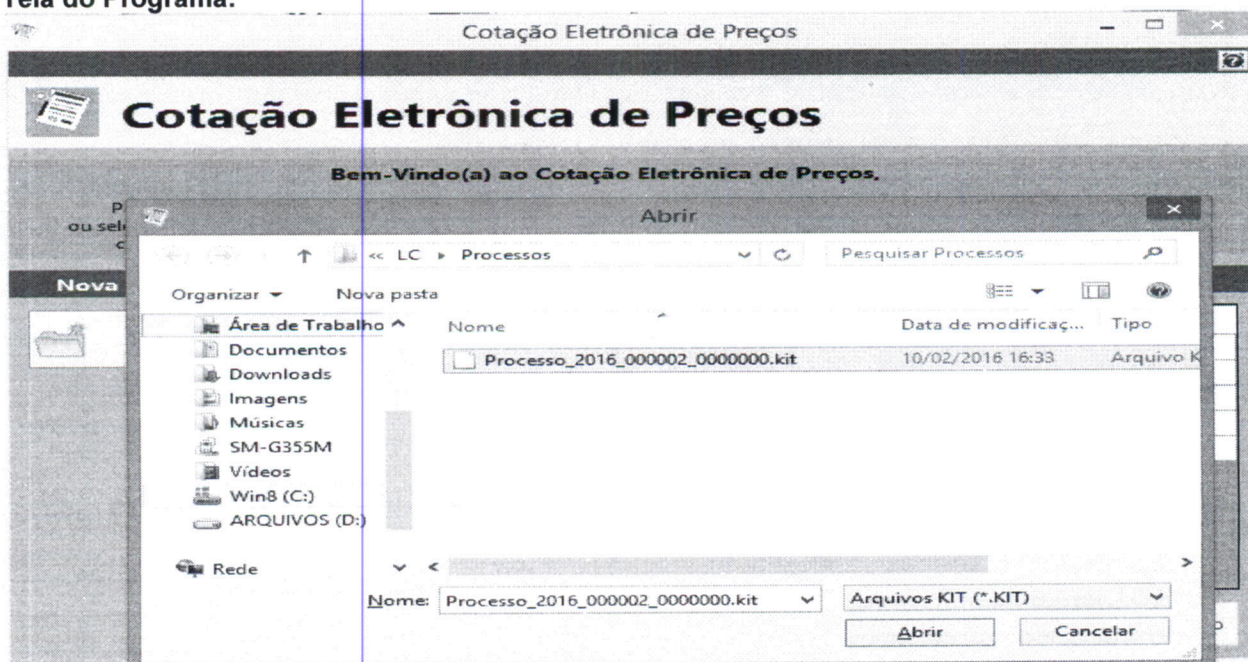 Tela do Programa:
Cotação Eletrônica de Preços
Cotação Eletrônica de Preços
Bem-Vindo(a) ao Cotação Eletrônica de Preços.
ou sel
Abrir
« LC ▸ Processos
Pesquisar Processos
Nova
Organizar
Nova pasta
Área de Trabalho
Documentos
Downloads
Imagens
Músicas
SM-G355M
Vídeos
Win8 (C:)
ARQUIVOS (D:)
Rede
Nome
Data de modificaç...
Tipo
Processo_2016_000002_0000000.kit
10/02/2016 16:33
Arquivo K
Nome:
Processo_2016_000002_0000000.kit
Arquivos KIT (*.KIT)
Abrir
Cancelar